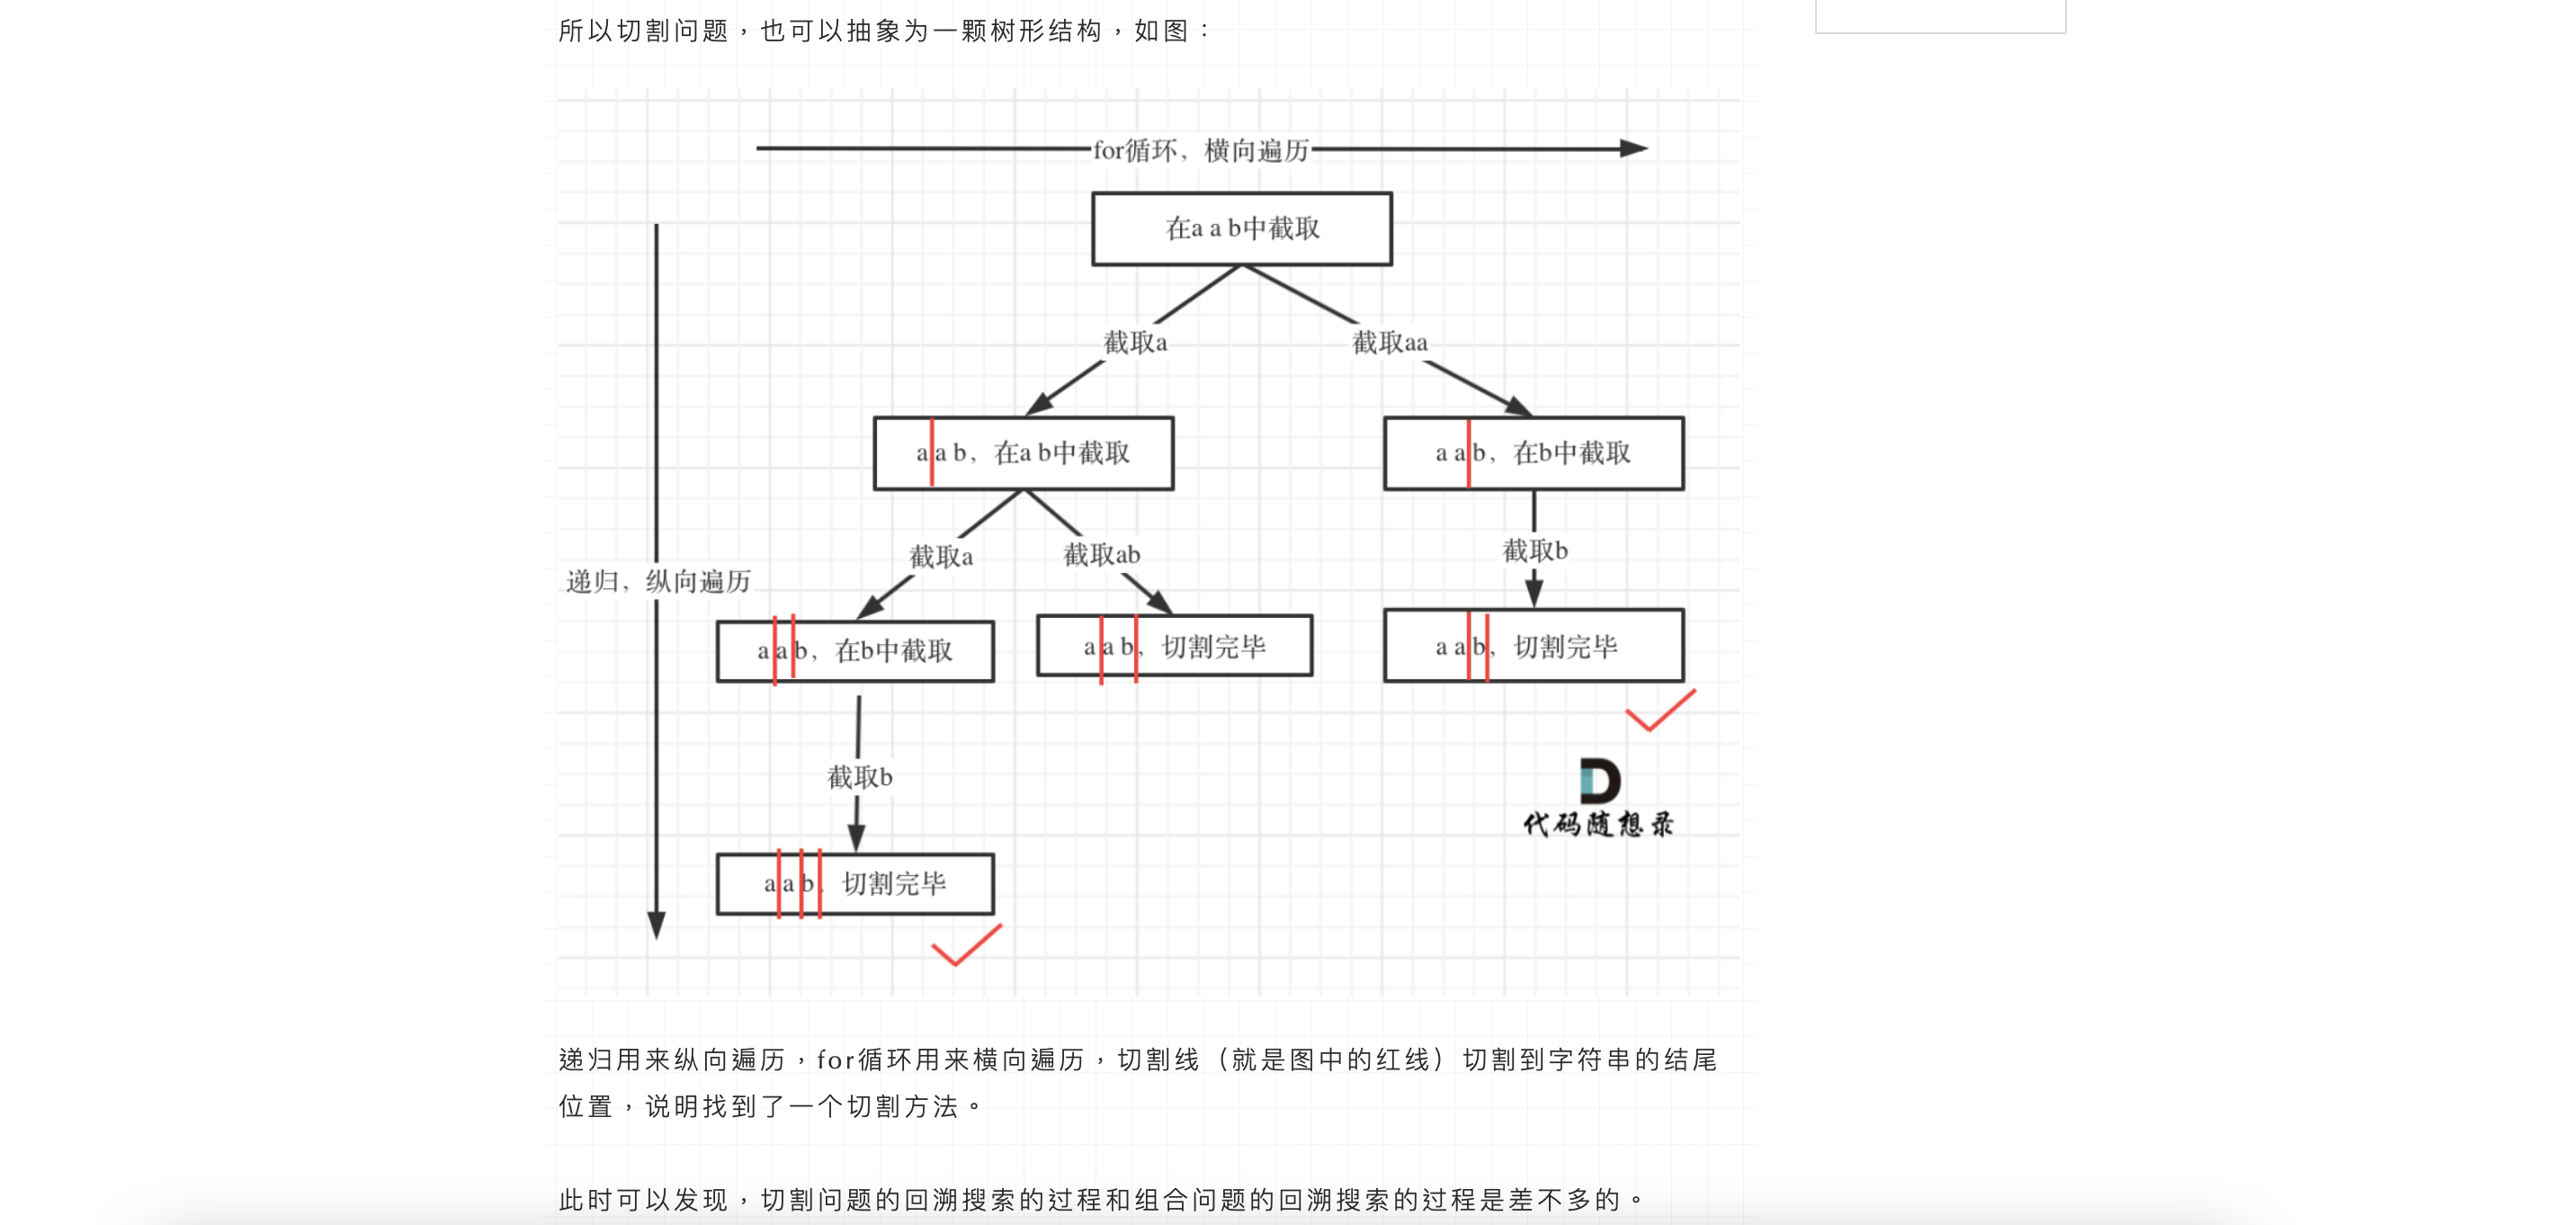 所以切割问题，也可以抽象为一颗树形结构，如图：
for循环，横向遍历
在a a b中截取
截取a
截取aa
a a b，在a b中截取
a a b，在b中截取
截取a
截取ab
截取b
递归，纵向遍历
a a b，在b中截取
a a b，切割完毕
a a b，切割完毕
截取b
代码随想录
a a b，切割完毕
递归用来纵向遍历，for循环用来横向遍历，切割线（就是图中的红线）切割到字符串的结尾
位置，说明找到了一个切割方法。
此时可以发现，切割问题的回溯搜索的过程和组合问题的回溯搜索的过程是差不多的。